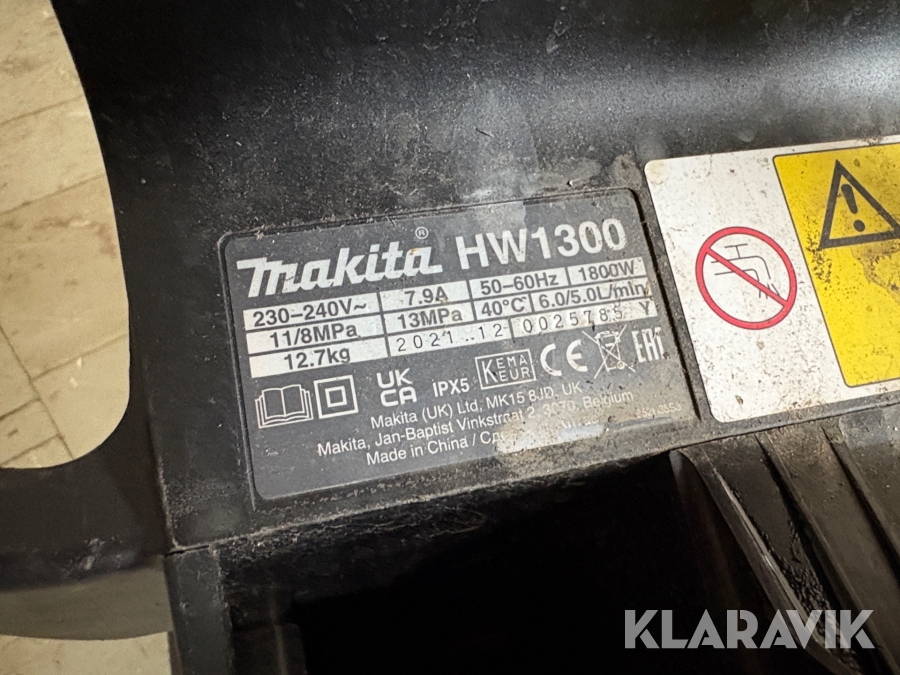 makita® HW1300
230–240V~ 7.9A 50–60Hz 1800W
11/8MPa 13MPa 40°C 6.0/5.0L/min
12.7kg 2021 ..12 0025785 Y
UK CA IPX5 KEMA KEUR CE EAC
Makita (UK) Ltd, MK15 8JD, UK
Makita, Jan-Baptist Vinkstraat 2, 3070, Belgium
Made in China /
KLARAVIK